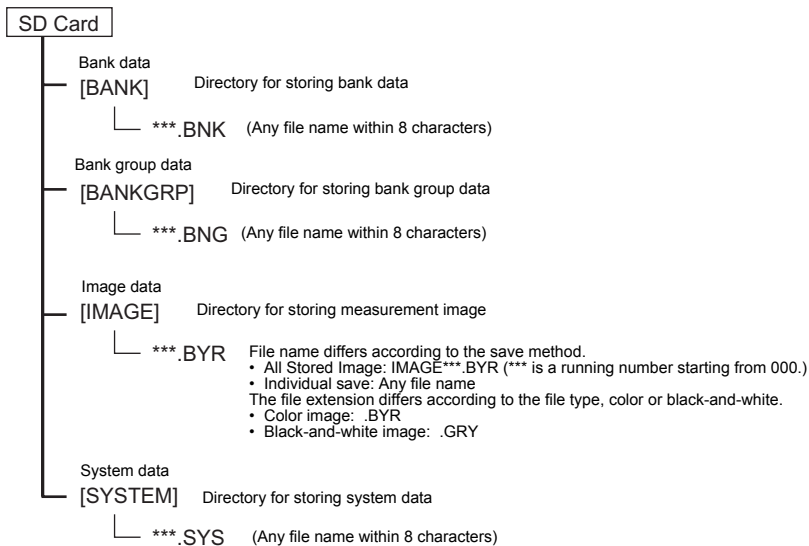 SD Card
Bank data
[BANK] Directory for storing bank data
***.BNK (Any file name within 8 characters)
Bank group data
[BANKGRP] Directory for storing bank group data
***.BNG (Any file name within 8 characters)
Image data
[IMAGE] Directory for storing measurement image
***.BYR File name differs according to the save method.
• All Stored Image: IMAGE***.BYR (*** is a running number starting from 000.)
• Individual save: Any file name
The file extension differs according to the file type, color or black-and-white.
• Color image: .BYR
• Black-and-white image: .GRY
System data
[SYSTEM] Directory for storing system data
***.SYS (Any file name within 8 characters)